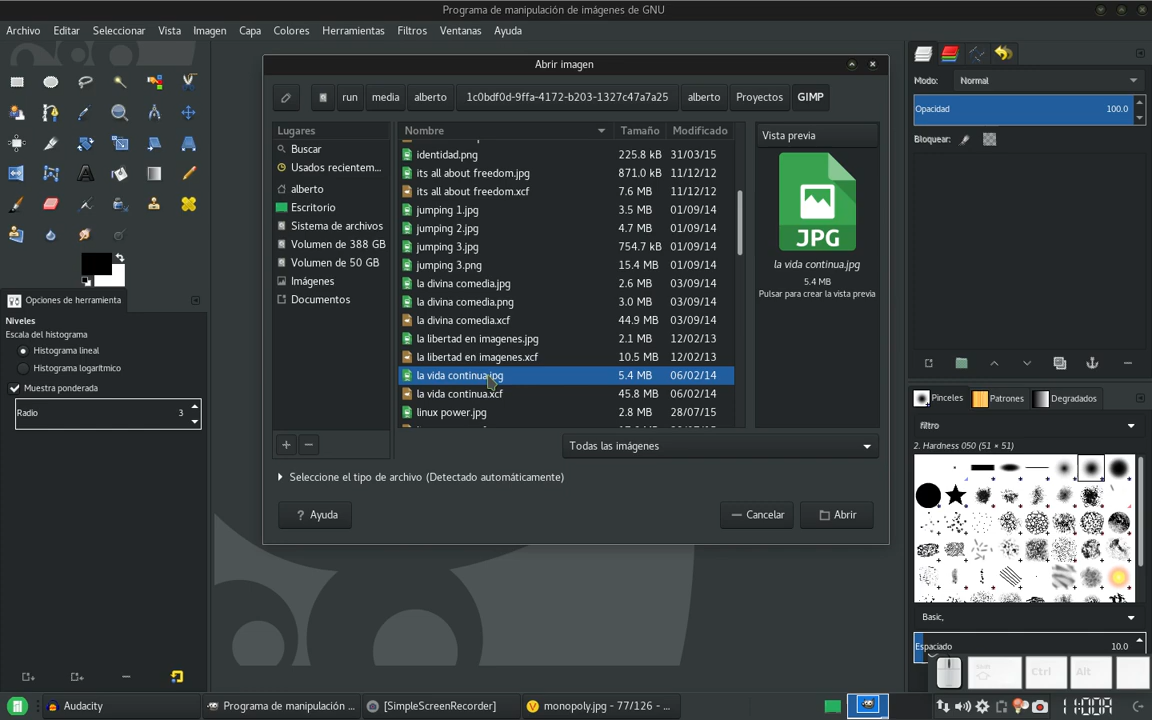 Programa de manipulación de imágenes de GNU
Archivo Editar Seleccionar Vista Imagen Capa Colores Herramientas Filtros Ventanas Ayuda
Abrir imagen
run media alberto 1c0bdf0d-9ffa-4172-b203-1327c47a7a25 alberto Proyectos GIMP
Lugares
Buscar
Usados recientem...
alberto
Escritorio
Sistema de archivos
Volumen de 388 GB
Volumen de 50 GB
Imágenes
Documentos
Nombre Tamaño Modificado
identidad.png 225.8 kB 31/03/15
its all about freedom.jpg 871.0 kB 11/12/12
its all about freedom.xcf 7.6 MB 11/12/12
jumping 1.jpg 3.5 MB 01/09/14
jumping 2.jpg 4.7 MB 01/09/14
jumping 3.jpg 754.7 kB 01/09/14
jumping 3.png 15.4 MB 01/09/14
la divina comedia.jpg 2.6 MB 03/09/14
la divina comedia.png 3.0 MB 03/09/14
la divina comedia.xcf 44.9 MB 03/09/14
la libertad en imagenes.jpg 2.1 MB 12/02/13
la libertad en imagenes.xcf 10.5 MB 12/02/13
la vida continua.jpg 5.4 MB 06/02/14
la vida continua.xcf 45.8 MB 06/02/14
linux power.jpg 2.8 MB 28/07/15
Vista previa
JPG
la vida continua.jpg
5.4 MB
Pulsar para crear la vista previa
Todas las imágenes
Seleccione el tipo de archivo (Detectado automáticamente)
Ayuda Cancelar Abrir
Opciones de herramienta
Niveles
Escala del histograma
Histograma lineal
Histograma logarítmico
Muestra ponderada
Radio 3
Modo: Normal
Opacidad 100.0
Bloquear:
Pinceles Patrones Degradados
filtro
2. Hardness 050 (51 × 51)
Basic,
Espaciado 10.0
Shift Ctrl Alt
Audacity
Programa de manipulación ...
[SimpleScreenRecorder]
monopoly.jpg - 77/126 - ...